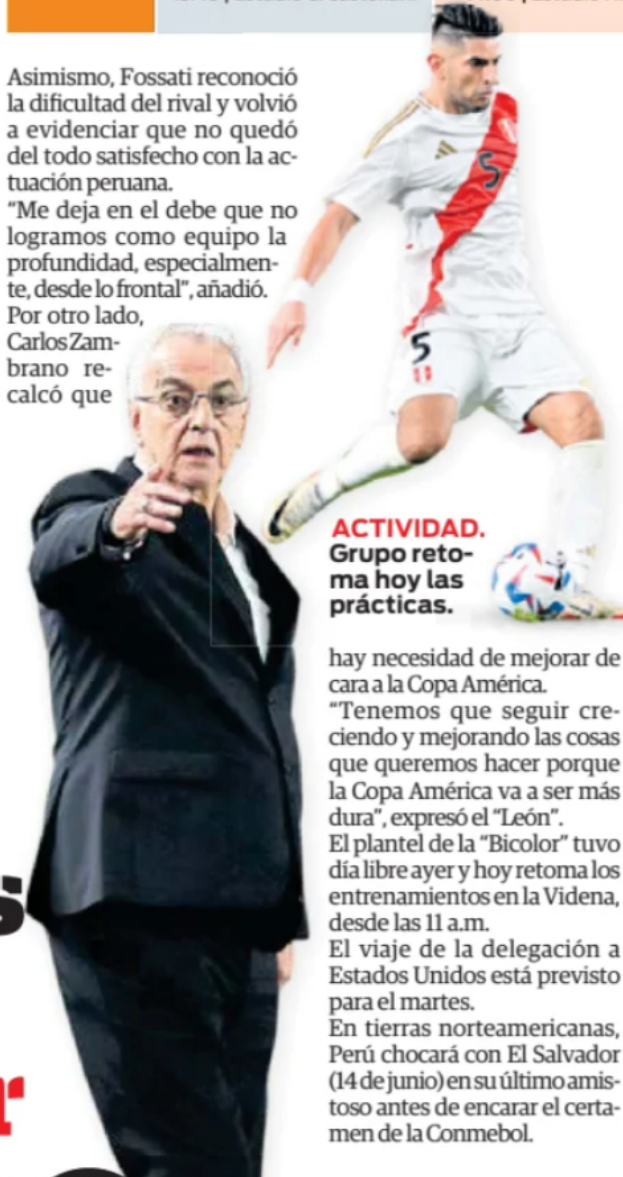 Asimismo, Fossati reconoció
la dificultad del rival y volvió
a evidenciar que no quedó
del todo satisfecho con la ac-
tuación peruana.
“Me deja en el debe que no
logramos como equipo la
profundidad, especialmen-
te, desde lo frontal”, añadió.
Por otro lado,
Carlos Zam-
brano re-
calcó que
5
5
ACTIVIDAD.
Grupo reto-
ma hoy las
prácticas.
hay necesidad de mejorar de
cara a la Copa América.
“Tenemos que seguir cre-
ciendo y mejorando las cosas
que queremos hacer porque
la Copa América va a ser más
dura”, expresó el “León”.
El plantel de la “Bicolor” tuvo
día libre ayer y hoy retoma los
entrenamientos en la Videna,
desde las 11 a.m.
El viaje de la delegación a
Estados Unidos está previsto
para el martes.
En tierras norteamericanas,
Perú chocará con El Salvador
(14 de junio) en su último amis-
toso antes de encarar el certa-
men de la Conmebol.